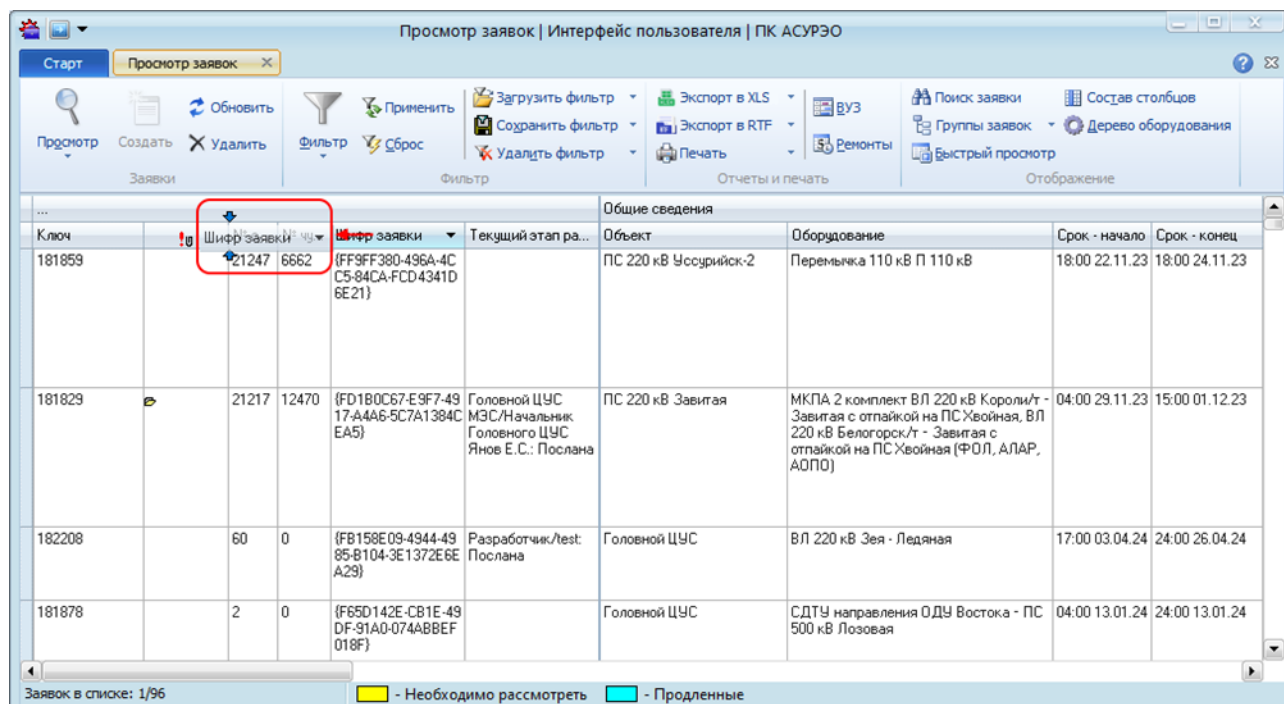 Просмотр заявок | Интерфейс пользователя | ПК АСУРЭО
Старт
Просмотр заявок
Просмотр
Создать
Обновить
Удалить
Заявки
Фильтр
Применить
Сброс
Загрузить фильтр
Сохранить фильтр
Удалить фильтр
Фильтр
Экспорт в XLS
Экспорт в RTF
Печать
ВУЗ
Ремонты
Отчеты и печать
Поиск заявки
Группы заявок
Быстрый просмотр
Состав столбцов
Дерево оборудования
Отображение
...
Общие сведения
Ключ
Шифр заявки
Шифр заявки
Текущий этап ра...
Объект
Оборудование
Срок - начало
Срок - конец
181859
21247
6662
{FF9FF380-496A-4C
C5-84CA-FCD4341D
6E21}
ПС 220 кВ Уссурийск-2
Перемычка 110 кВ П 110 кВ
18:00 22.11.23
18:00 24.11.23
181829
21217
12470
{FD1B0C67-E9F7-49
17-A4A6-5C7A1384C
EA5}
Головной ЦУС
МЭС/Начальник
Головного ЦУС
Янов Е.С.: Послана
ПС 220 кВ Завитая
МКПА 2 комплект ВЛ 220 кВ Короли/т -
Завитая с отпайкой на ПС Хвойная, ВЛ
220 кВ Белогорск/т - Завитая с
отпайкой на ПС Хвойная (ФОЛ, АЛАР,
АОПО)
04:00 29.11.23
15:00 01.12.23
182208
60
0
{FB158E09-4944-49
85-B104-3E1372E6E
A29}
Разработчик/test:
Послана
Головной ЦУС
ВЛ 220 кВ Зея - Ледяная
17:00 03.04.24
24:00 26.04.24
181878
2
0
{F65D142E-CB1E-49
DF-91A0-074ABBEF
018F}
Головной ЦУС
СДТУ направления ОДУ Востока - ПС
500 кВ Лозовая
04:00 13.01.24
24:00 13.01.24
Заявок в списке: 1/96
- Необходимо рассмотреть
- Продленные